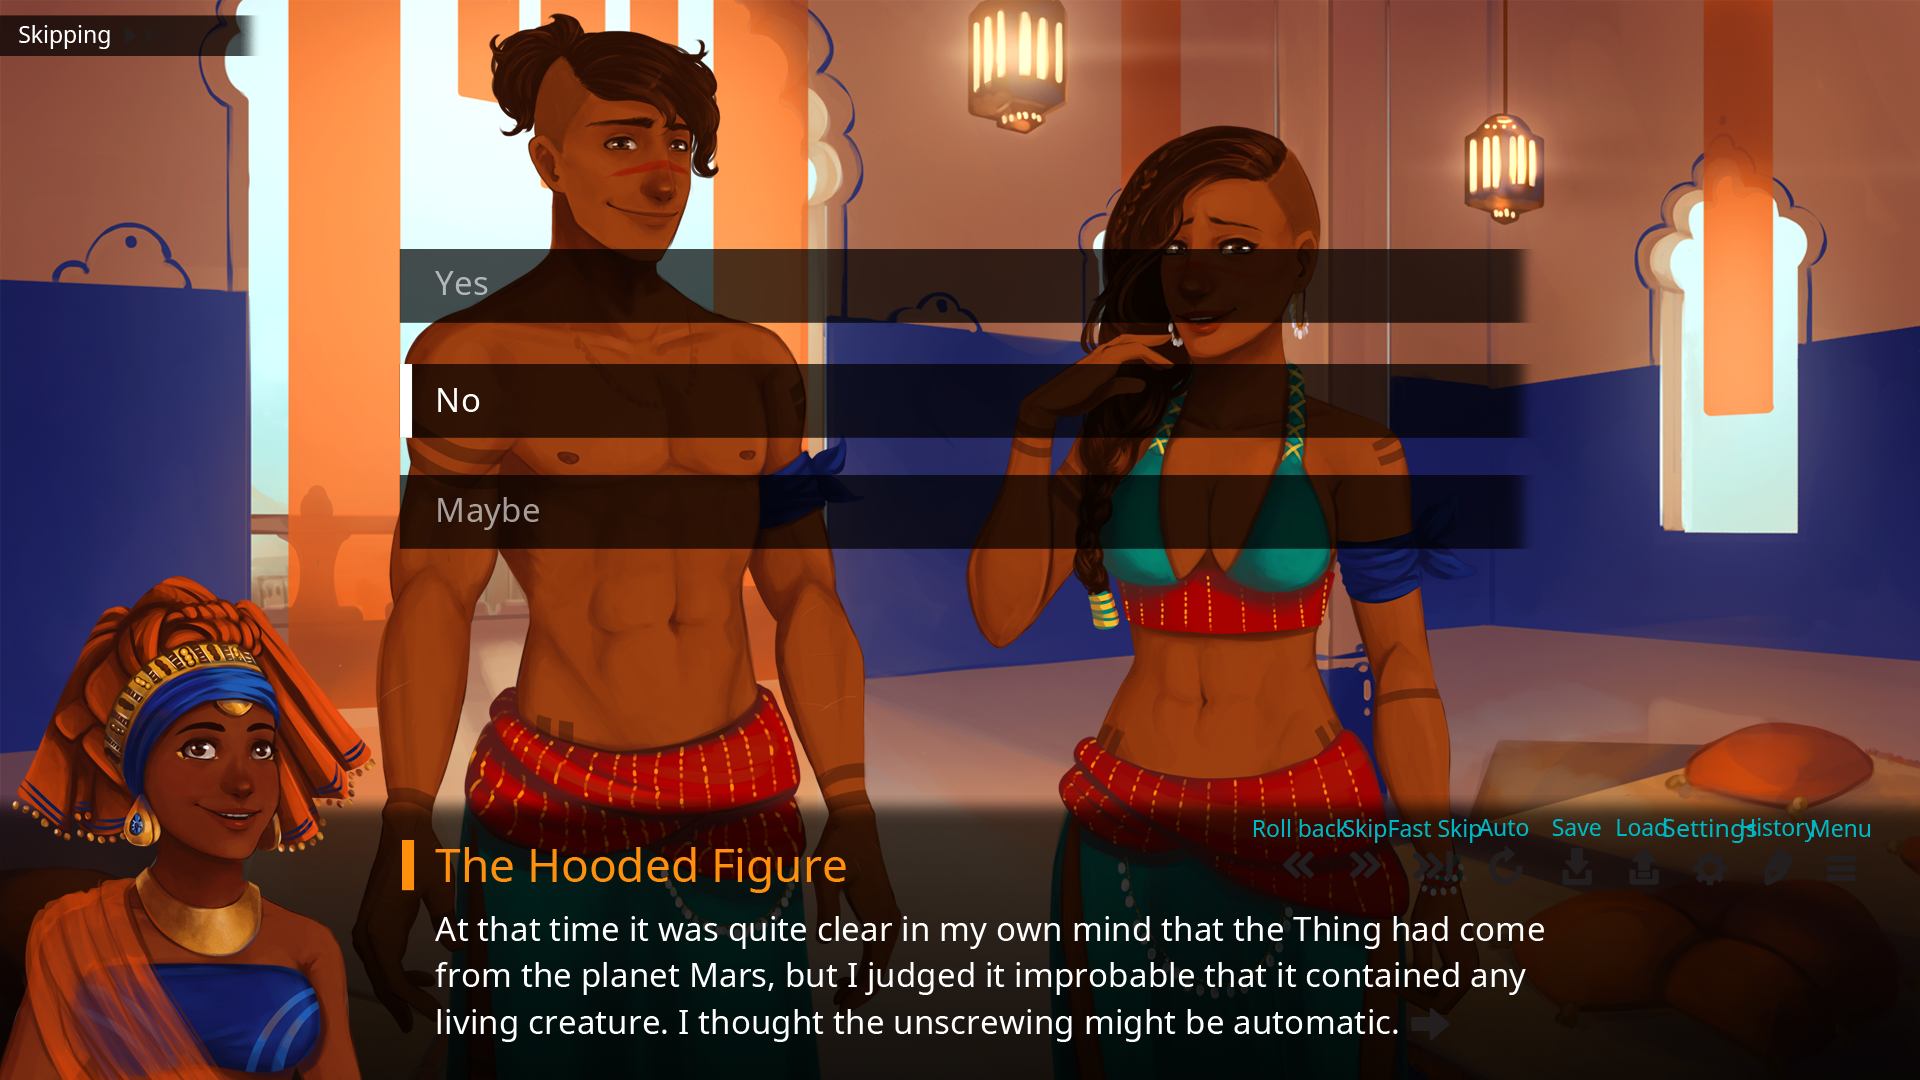 Skipping
Yes
No
Maybe
Roll back Skip Fast Skip Auto Save Load Settings History Menu
The Hooded Figure
At that time it was quite clear in my own mind that the Thing had come
from the planet Mars, but I judged it improbable that it contained any
living creature. I thought the unscrewing might be automatic.